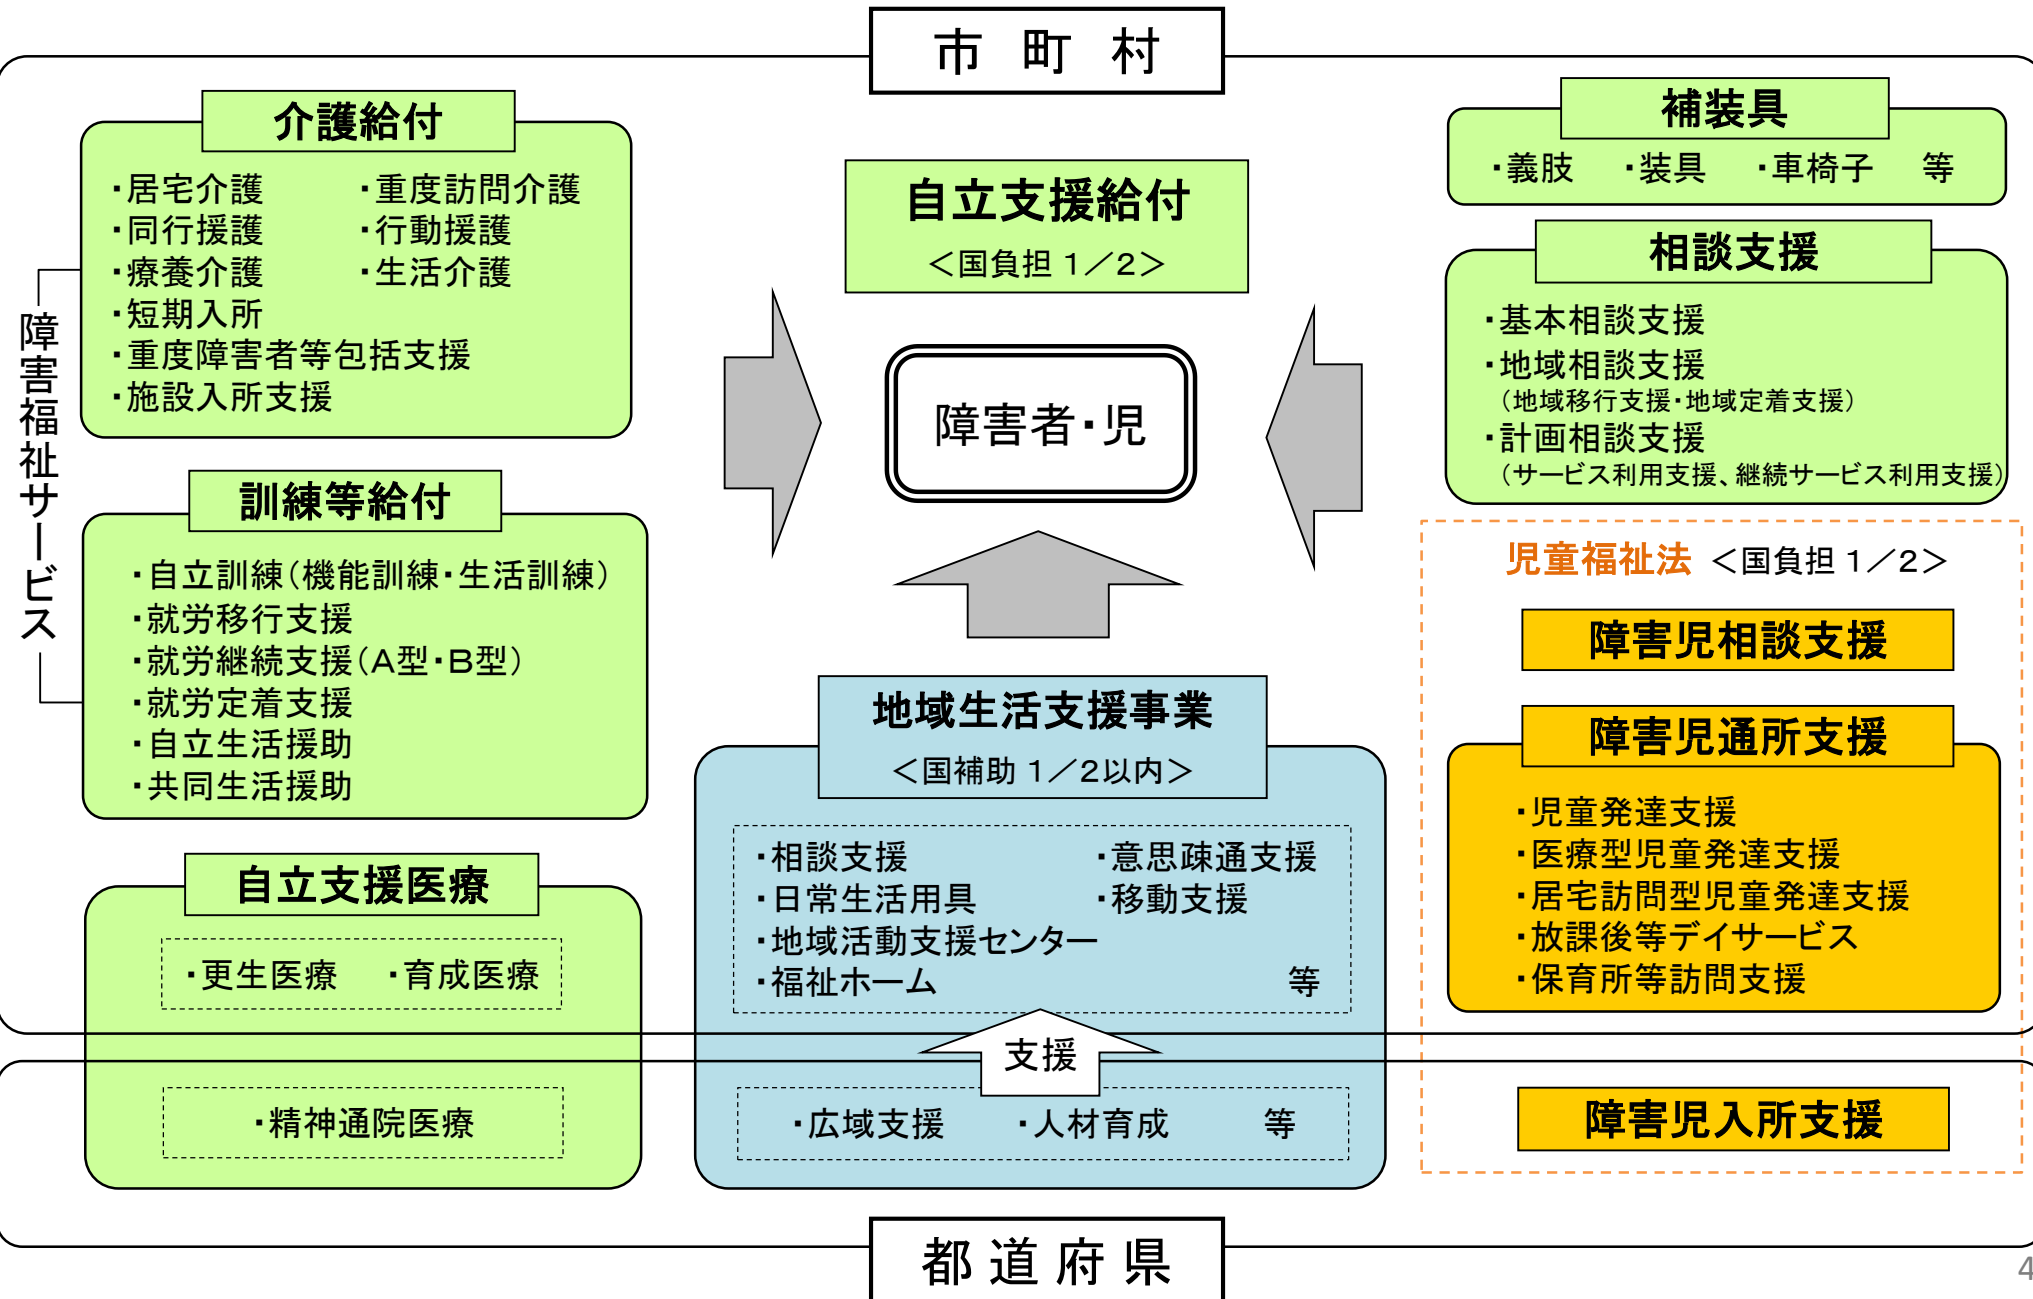 市町村
介護給付
・居宅介護　・重度訪問介護
・同行援護　・行動援護
・療養介護　・生活介護
・短期入所
・重度障害者等包括支援
・施設入所支援
障害福祉サービス
訓練等給付
・自立訓練（機能訓練・生活訓練）
・就労移行支援
・就労継続支援（A型・B型）
・就労定着支援
・自立生活援助
・共同生活援助
自立支援医療
・更生医療　・育成医療
・精神通院医療
自立支援給付
＜国負担 1／2＞
障害者・児
地域生活支援事業
＜国補助 1／2以内＞
・相談支援　・意思疎通支援
・日常生活用具　・移動支援
・地域活動支援センター
・福祉ホーム　等
支援
・広域支援　・人材育成　等
補装具
・義肢　・装具　・車椅子　等
相談支援
・基本相談支援
・地域相談支援
（地域移行支援・地域定着支援）
・計画相談支援
（サービス利用支援、継続サービス利用支援）
児童福祉法 ＜国負担 1／2＞
障害児相談支援
障害児通所支援
・児童発達支援
・医療型児童発達支援
・居宅訪問型児童発達支援
・放課後等デイサービス
・保育所等訪問支援
障害児入所支援
都道府県
4